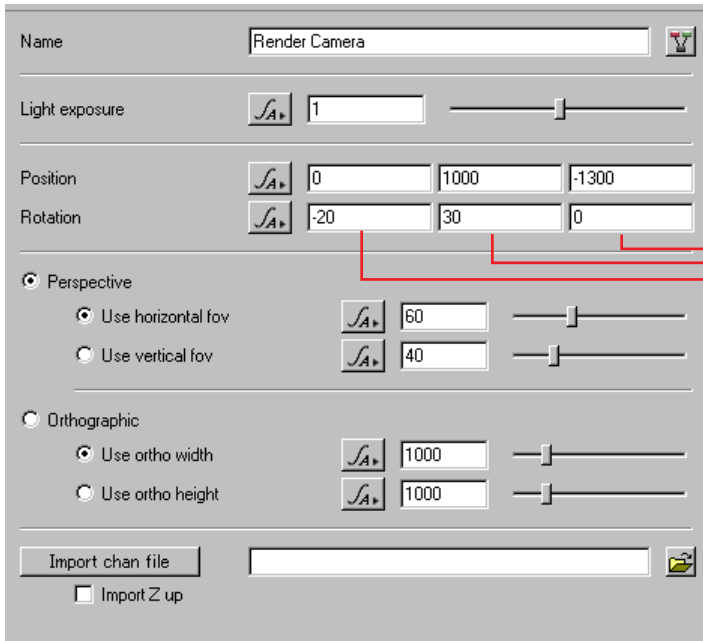 Name Render Camera
Light exposure 1
Position 0 1000 -1300
Rotation -20 30 0
Perspective
Use horizontal fov 60
Use vertical fov 40
Orthographic
Use ortho width 1000
Use ortho height 1000
Import chan file
Import Z up